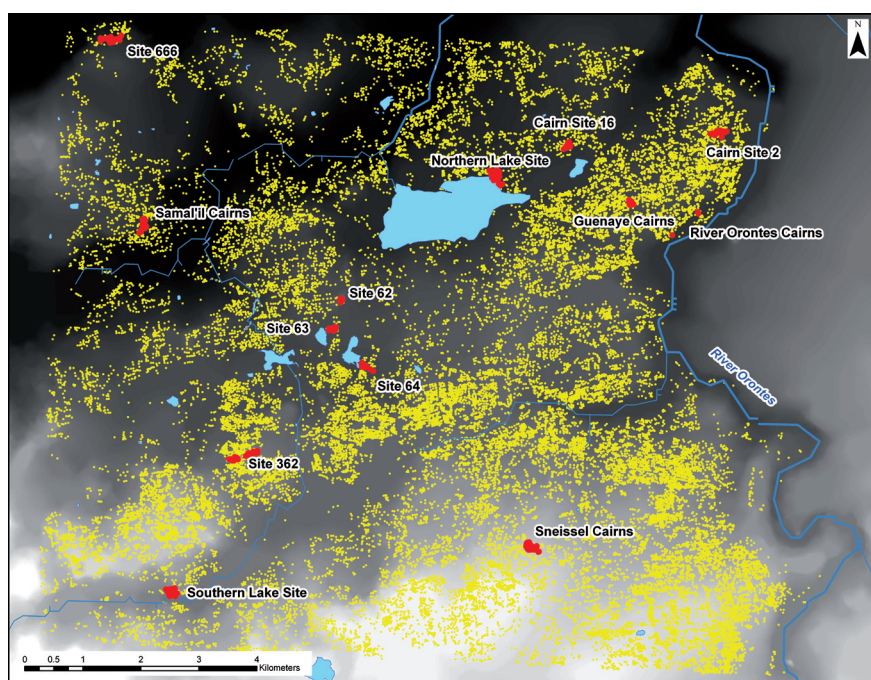 N
Site 666
Cairn Site 16
Cairn Site 2
Northern Lake Site
Samal'il Cairns
Guenaye Cairns
River Orontes Cairns
Site 62
Site 63
River Orontes
Site 64
Site 362
Sneissel Cairns
Southern Lake Site
0 0.5 1 2 3 4
Kilometers